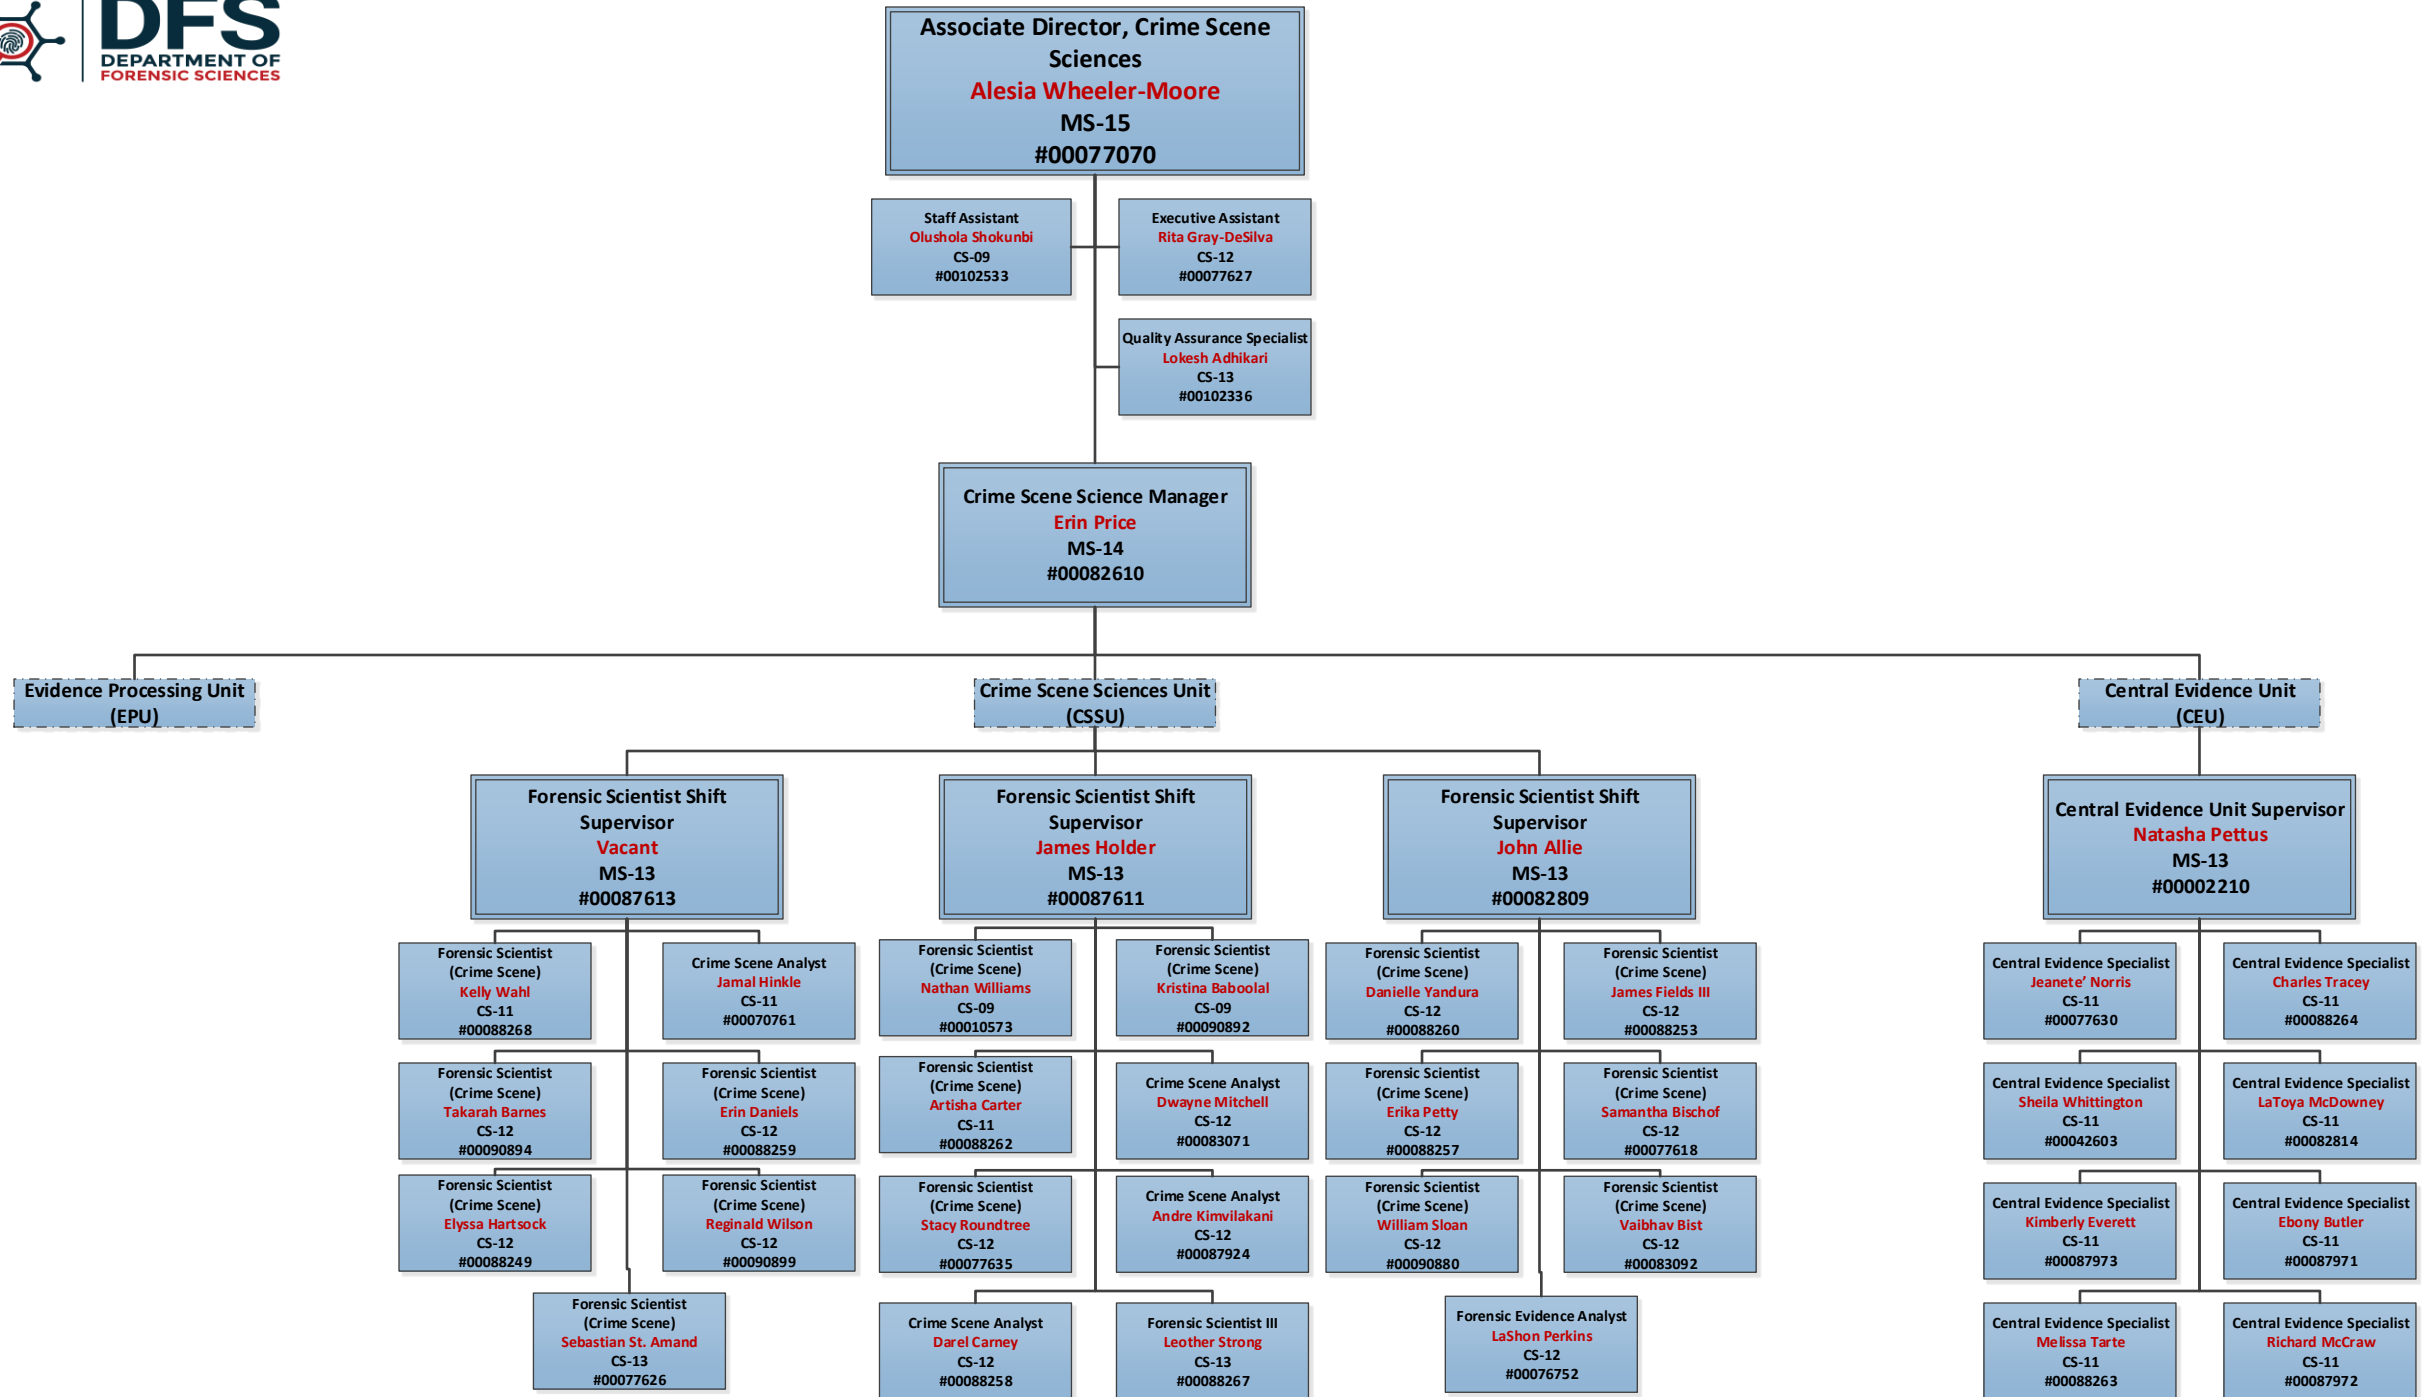 DFS
DEPARTMENT OF
FORENSIC SCIENCES
Associate Director, Crime Scene
Sciences
Alesia Wheeler-Moore
MS-15
#00077070
Staff Assistant
Olushola Shokunbi
CS-09
#00102533
Executive Assistant
Rita Gray-DeSilva
CS-12
#00077627
Quality Assurance Specialist
Lokesh Adhikari
CS-13
#00102336
Crime Scene Science Manager
Erin Price
MS-14
#00082610
Evidence Processing Unit
(EPU)
Crime Scene Sciences Unit
(CSSU)
Central Evidence Unit
(CEU)
Forensic Scientist Shift
Supervisor
Vacant
MS-13
#00087613
Forensic Scientist Shift
Supervisor
James Holder
MS-13
#00087611
Forensic Scientist Shift
Supervisor
John Allie
MS-13
#00082809
Central Evidence Unit Supervisor
Natasha Pettus
MS-13
#00002210
Forensic Scientist
(Crime Scene)
Kelly Wahl
CS-11
#00088268
Crime Scene Analyst
Jamal Hinkle
CS-11
#00070761
Forensic Scientist
(Crime Scene)
Nathan Williams
CS-09
#00010573
Forensic Scientist
(Crime Scene)
Kristina Baboolal
CS-09
#00090892
Forensic Scientist
(Crime Scene)
Danielle Yandura
CS-12
#00088260
Forensic Scientist
(Crime Scene)
James Fields III
CS-12
#00088253
Central Evidence Specialist
Jeanete’ Norris
CS-11
#00077630
Central Evidence Specialist
Charles Tracey
CS-11
#00088264
Forensic Scientist
(Crime Scene)
Takarah Barnes
CS-12
#00090894
Forensic Scientist
(Crime Scene)
Erin Daniels
CS-12
#00088259
Forensic Scientist
(Crime Scene)
Artisha Carter
CS-11
#00088262
Crime Scene Analyst
Dwayne Mitchell
CS-12
#00083071
Forensic Scientist
(Crime Scene)
Erika Petty
CS-12
#00088257
Forensic Scientist
(Crime Scene)
Samantha Bischof
CS-12
#00077618
Central Evidence Specialist
Sheila Whittington
CS-11
#00042603
Central Evidence Specialist
LaToya McDowney
CS-11
#00082814
Forensic Scientist
(Crime Scene)
Elyssa Hartsock
CS-12
#00088249
Forensic Scientist
(Crime Scene)
Reginald Wilson
CS-12
#00090899
Forensic Scientist
(Crime Scene)
Stacy Roundtree
CS-12
#00077635
Crime Scene Analyst
Andre Kimvilakani
CS-12
#00087924
Forensic Scientist
(Crime Scene)
William Sloan
CS-12
#00090880
Forensic Scientist
(Crime Scene)
Vaibhav Bist
CS-12
#00083092
Central Evidence Specialist
Kimberly Everett
CS-11
#00087973
Central Evidence Specialist
Ebony Butler
CS-11
#00087971
Forensic Scientist
(Crime Scene)
Sebastian St. Amand
CS-13
#00077626
Crime Scene Analyst
Darel Carney
CS-12
#00088258
Forensic Scientist III
Leother Strong
CS-13
#00088267
Forensic Evidence Analyst
LaShon Perkins
CS-12
#00076752
Central Evidence Specialist
Melissa Tarte
CS-11
#00088263
Central Evidence Specialist
Richard McCraw
CS-11
#00087972